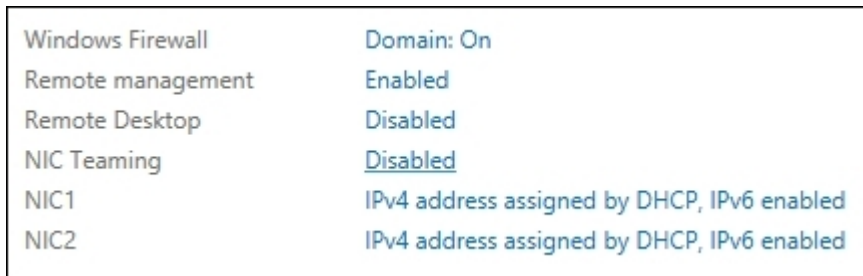 Windows Firewall Domain: On
Remote management Enabled
Remote Desktop Disabled
NIC Teaming Disabled
NIC1 IPv4 address assigned by DHCP, IPv6 enabled
NIC2 IPv4 address assigned by DHCP, IPv6 enabled